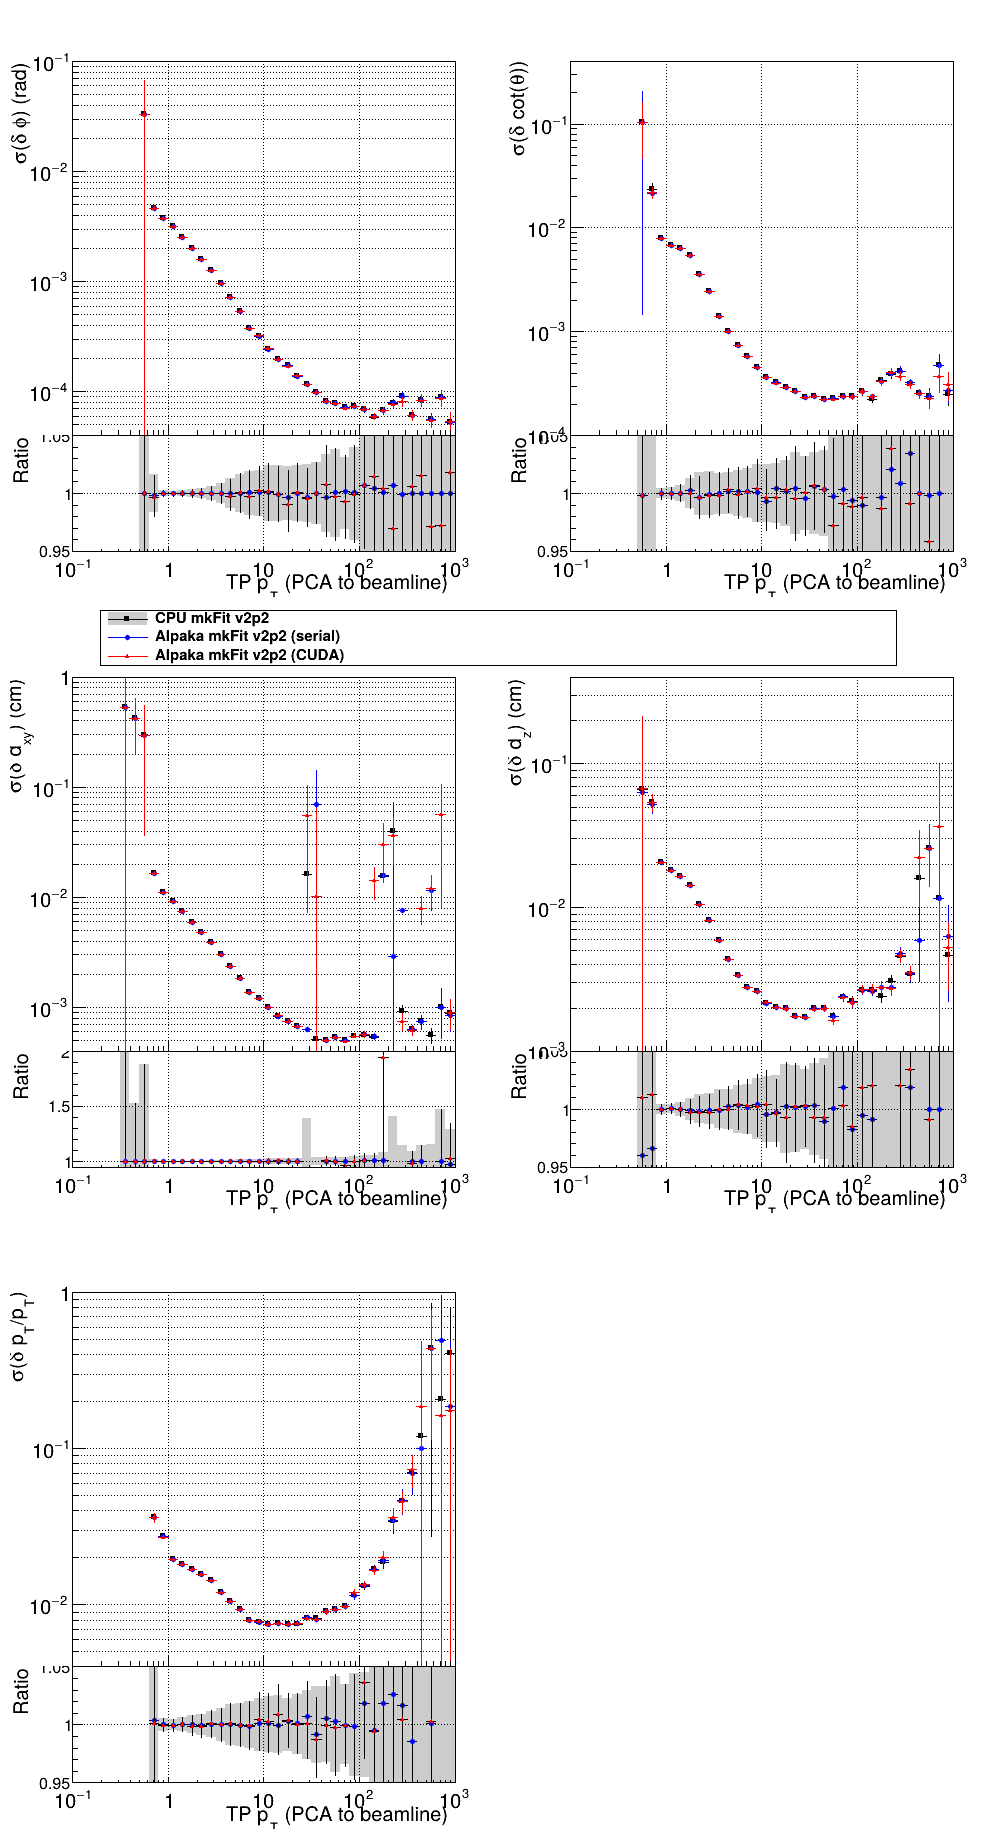 σ(δ φ) (rad)
10⁻¹
10⁻²
10⁻³
10⁻⁴
Ratio
1.05
1
0.95
10⁻¹ 1 10 10² 10³
TP p_T (PCA to beamline)
σ(δ cot(θ))
10⁻¹
10⁻²
10⁻³
10⁻⁴
Ratio
1
0.95
10⁻¹ 1 10 10² 10³
TP p_T (PCA to beamline)
CPU mkFit v2p2
Alpaka mkFit v2p2 (serial)
Alpaka mkFit v2p2 (CUDA)
σ(δ d_xy) (cm)
1
10⁻¹
10⁻²
10⁻³
Ratio
2
1.5
1
10⁻¹ 1 10 10² 10³
TP p_T (PCA to beamline)
σ(δ d_z) (cm)
10⁻¹
10⁻²
10⁻³
Ratio
1
0.95
10⁻¹ 1 10 10² 10³
TP p_T (PCA to beamline)
σ(δ p_T/p_T)
1
10⁻¹
10⁻²
Ratio
1.05
1
0.95
10⁻¹ 1 10 10² 10³
TP p_T (PCA to beamline)